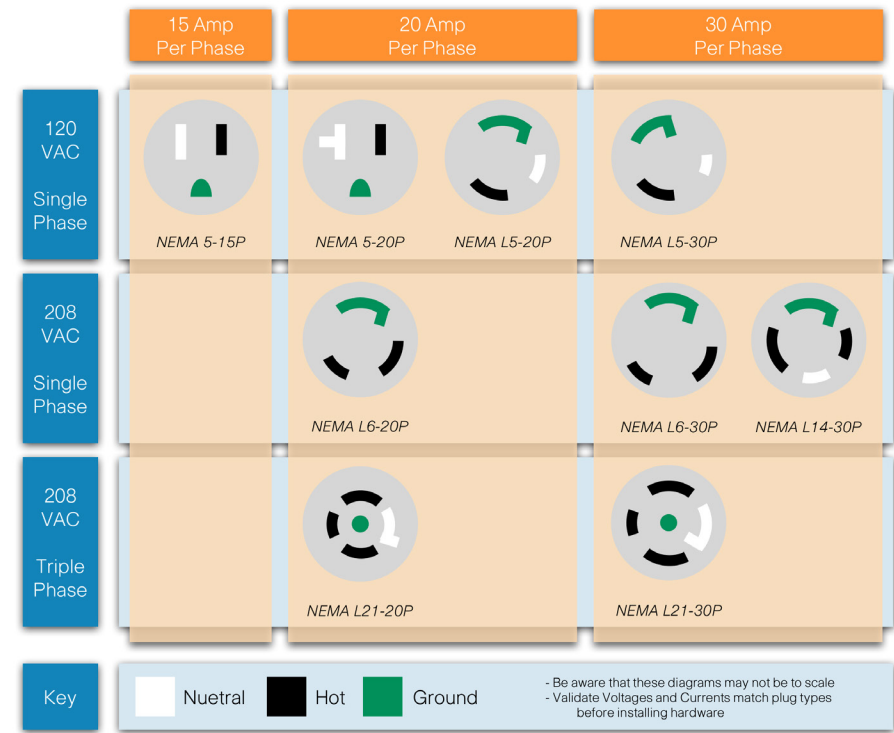 15 Amp
Per Phase
20 Amp
Per Phase
30 Amp
Per Phase
120
VAC
Single
Phase
NEMA 5-15P
NEMA 5-20P
NEMA L5-20P
NEMA L5-30P
208
VAC
Single
Phase
NEMA L6-20P
NEMA L6-30P
NEMA L14-30P
208
VAC
Triple
Phase
NEMA L21-20P
NEMA L21-30P
Key
Nuetral
Hot
Ground
- Be aware that these diagrams may not be to scale
- Validate Voltages and Currents match plug types
before installing hardware